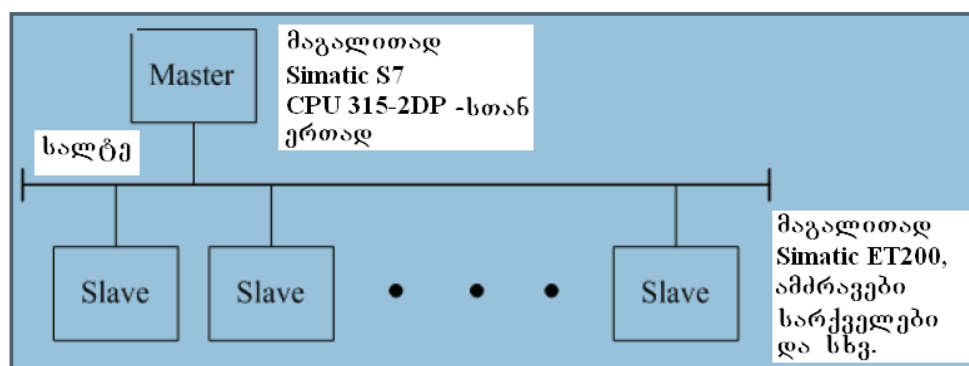 Master
მაგალითად
Simatic S7
CPU 315-2DP -სთან
ერთად
სალტე
Slave
Slave
Slave
მაგალითად
Simatic ET200,
ამძრავები
სარქველები
და სხვ.